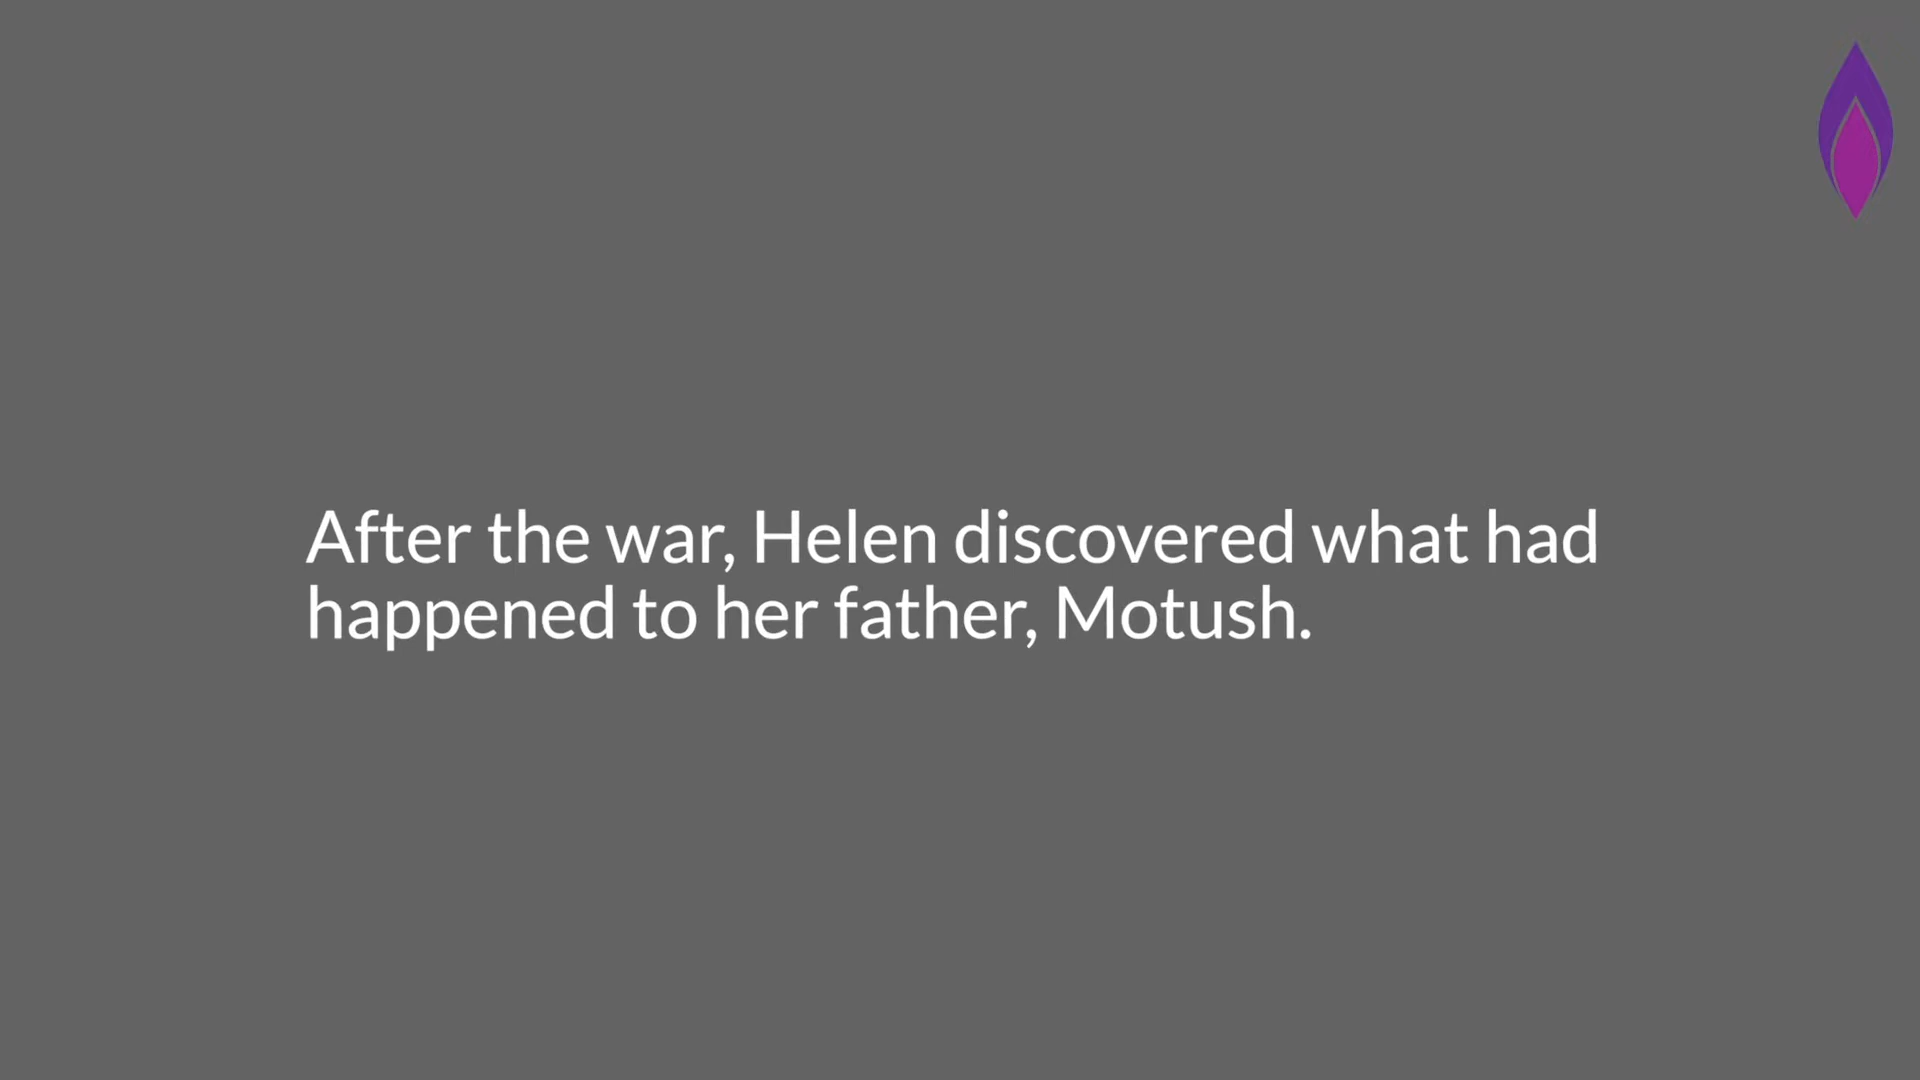 After the war, Helen discovered what had
happened to her father, Motush.